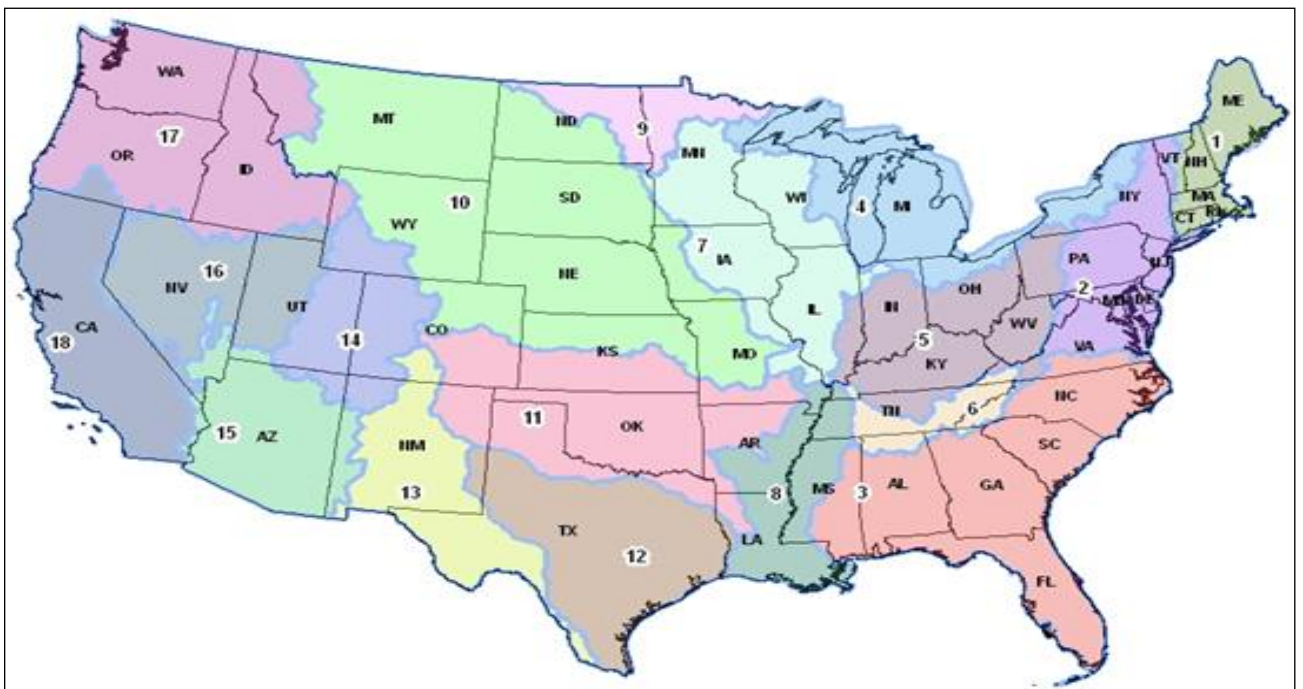 ME
WA
1
MT
ND
9
VT
NH
17
MN
OR
NY
MA
ID
WI
CT
RI
10
SD
4
MI
WY
7
PA
NJ
IA
16
NE
2
OH
NV
IN
MD
DE
UT
IL
WV
CO
5
18
CA
14
VA
KS
MO
KY
NC
6
TN
11
15
AZ
OK
AR
SC
NM
GA
AL
13
8
MS
3
TX
LA
12
FL